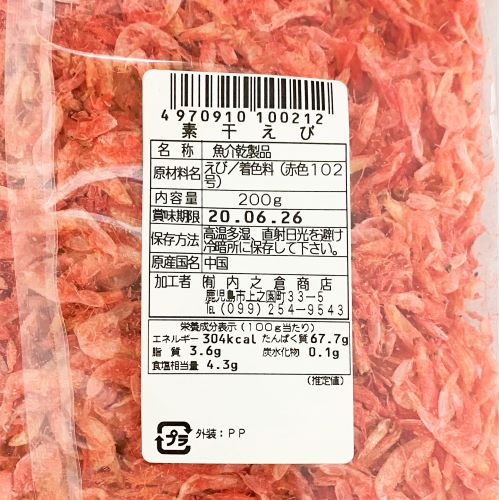 4970910 100212
素干えび
名称 魚介乾製品
原材料名 えび／着色料（赤色１０２
号）
内容量 200g
賞味期限 20.06.26
保存方法 高温多湿、直射日光を避け
冷暗所に保存して下さい。
原産国名 中国
加工者 ㈲内之倉商店
鹿児島市上之園町３３－５
℡（０９９）２５４－９５４３
栄養成分表示（１００ｇ当たり）
エネルギー 304kcal たんぱく質 67.7g
脂質 3.6g 炭水化物 0.1g
食塩相当量 4.3g
（推定値）
プラ 外装：ＰＰ